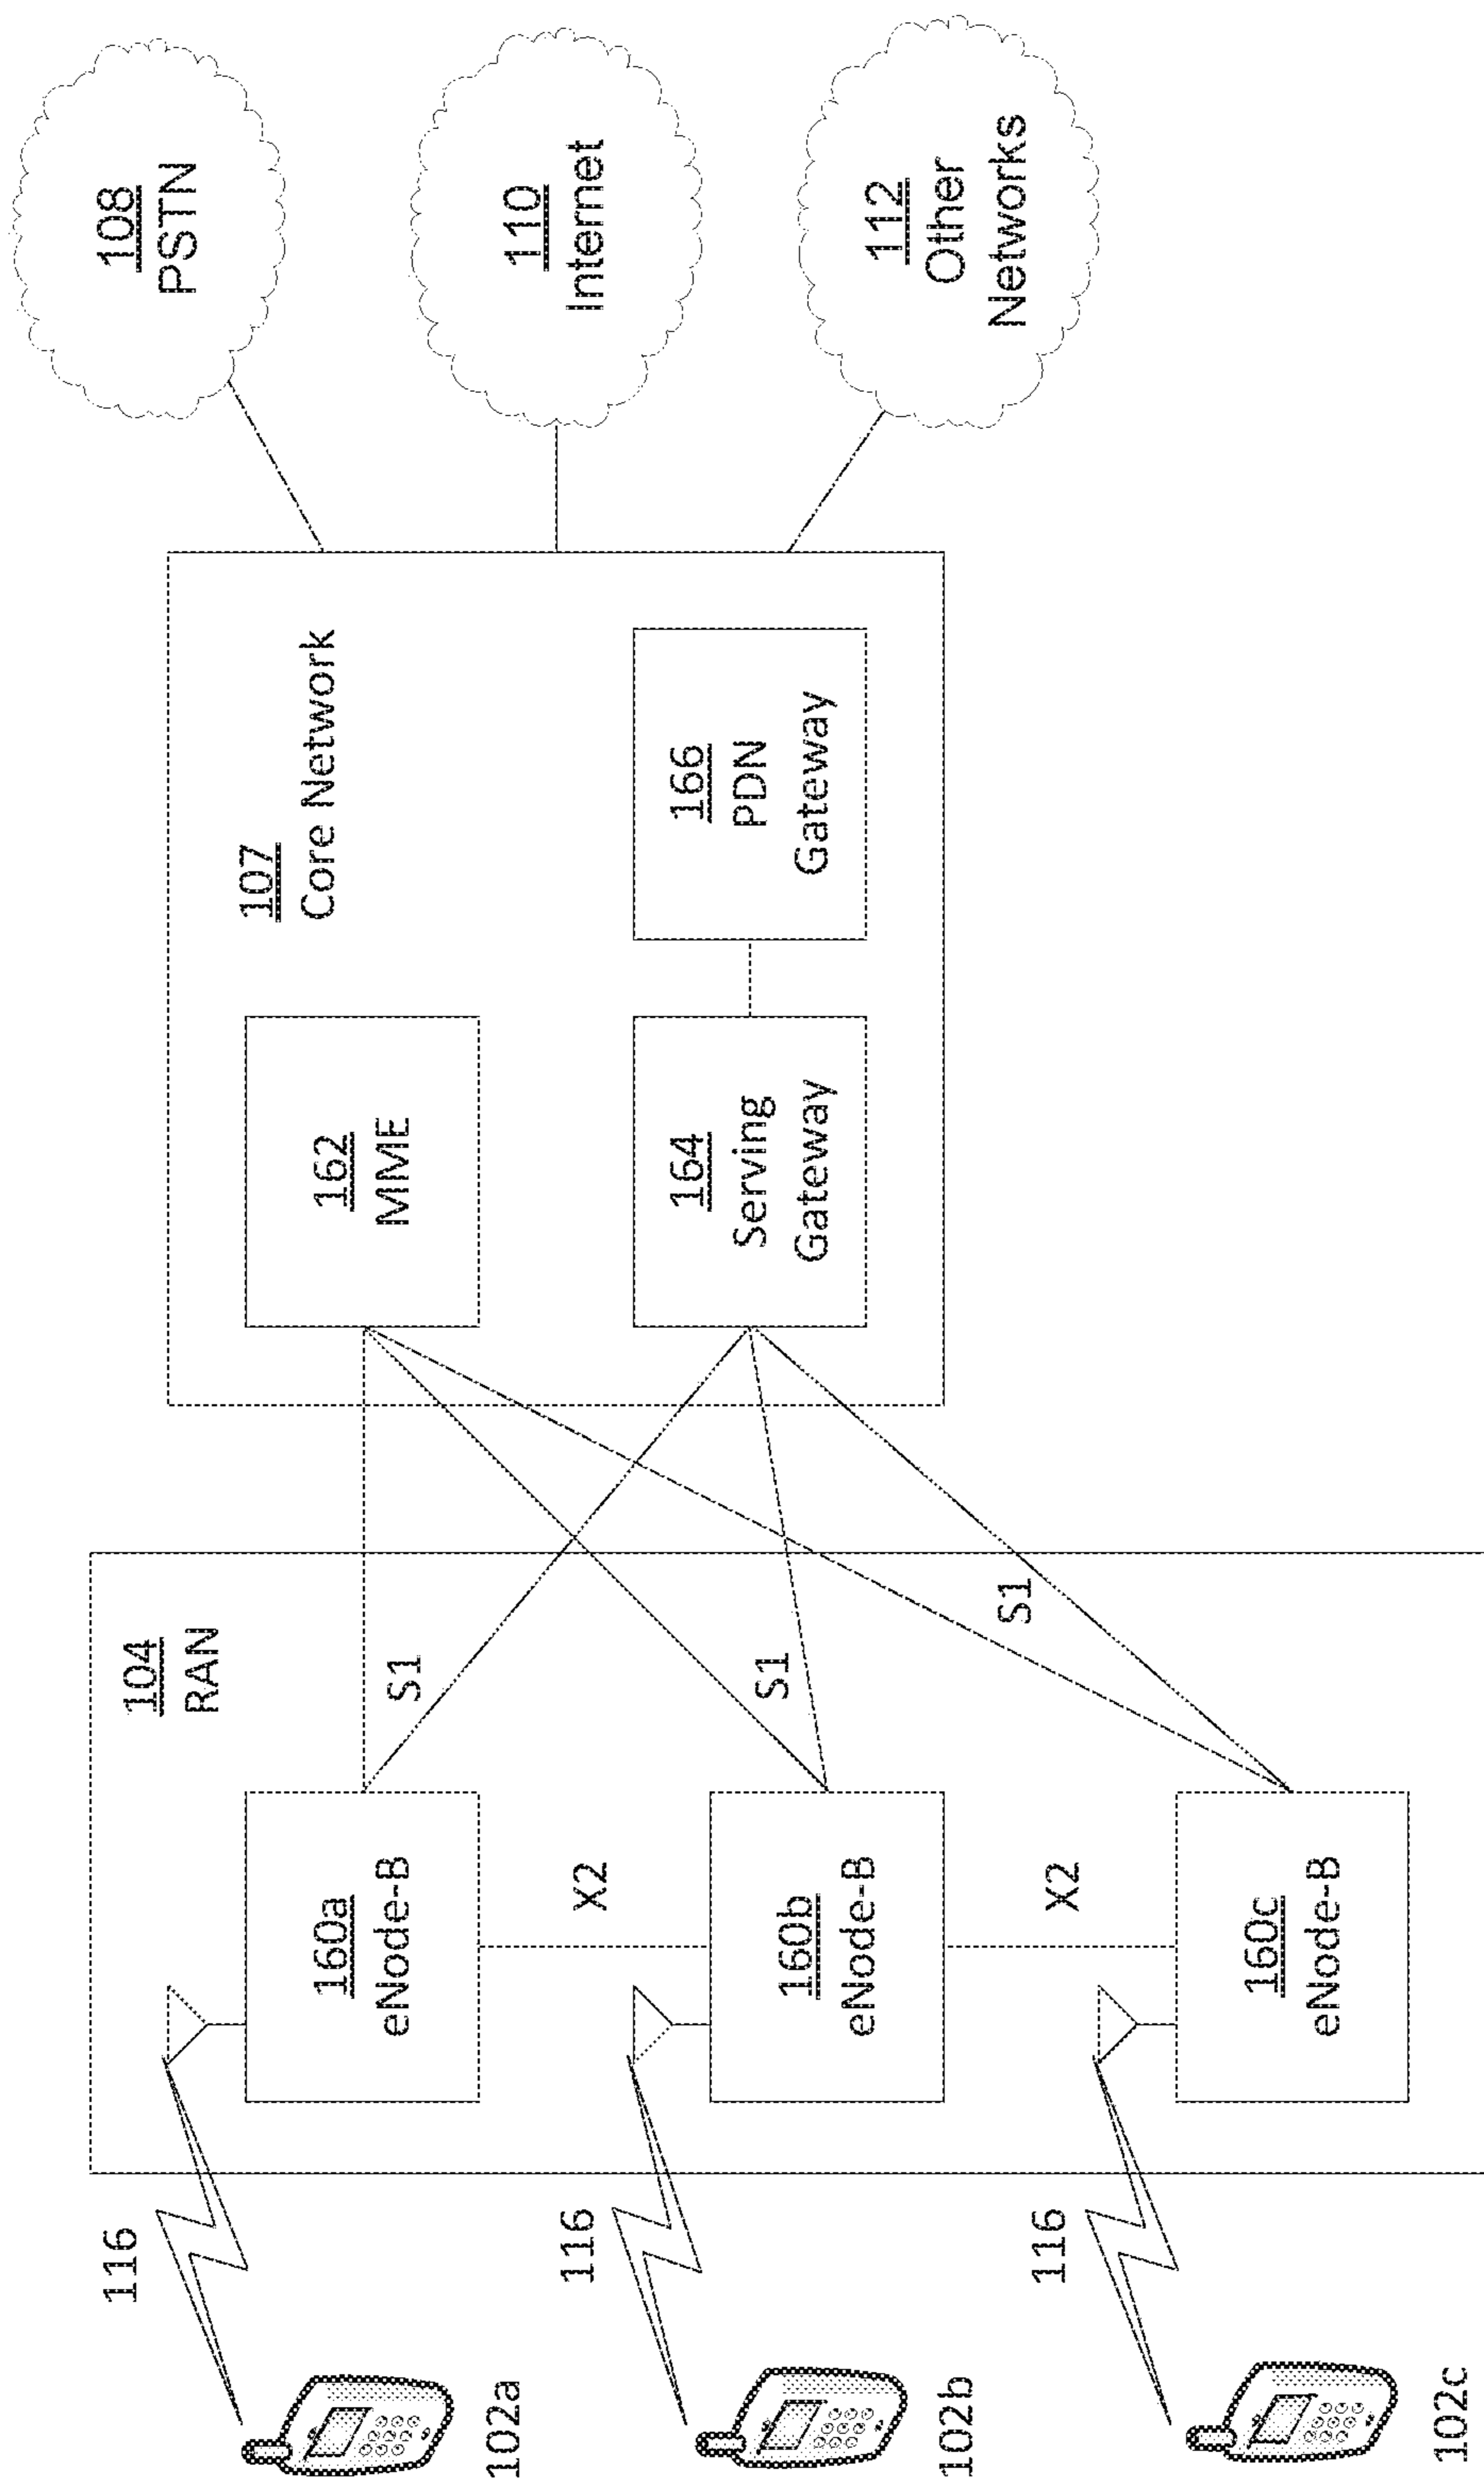 104
RAN
107
Core Network
108
PSTN
116
160a
eNode-B
S1
162
MME
102a
X2
110
Internet
116
160b
eNode-B
S1
164
Serving
Gateway
166
PDN
Gateway
102b
X2
S1
112
Other
Networks
116
160c
eNode-B
102c